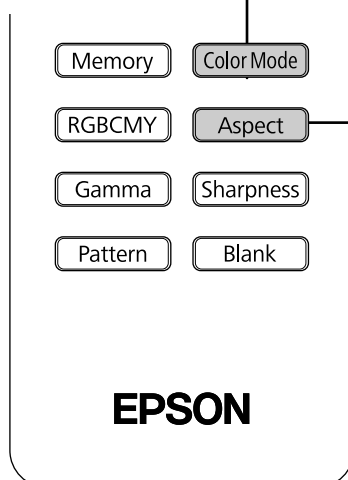 Memory Color Mode
RGBCMY Aspect
Gamma Sharpness
Pattern Blank
EPSON